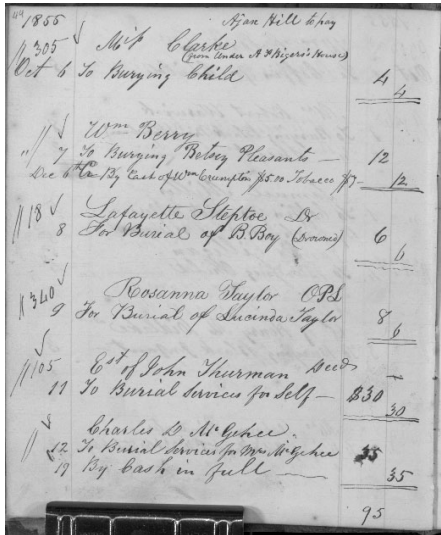 1855 Ajax Hill to pay
305 Miss Clarke
(from Under A House)
Oct 6 To Burying Child 4
4
Wm Berry
" 7 To Burying Betsey Pleasants — 12
Dec 6th Cr By Cash of Wm Crumpton $5.00 Tobacco $7— 12
18 Lafayette Steptoe Dr
8 For Burial of B. Boy (Drowned) 6
6
340 Rosanna Taylor
9 For Burial of Lucinda Taylor 8
6
105 Est of John Thurman Decd
11 To Burial Services for Self — $30
30
Charles D McGehee
12 To Burial Services for Mrs McGehee 35
19 By Cash in full — 35
95